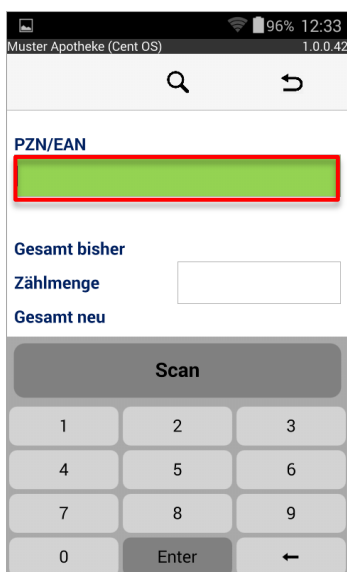 96% 12:33
Muster Apotheke (Cent OS) 1.0.0.42
PZN/EAN
Gesamt bisher
Zählmenge
Gesamt neu
Scan
1 2 3
4 5 6
7 8 9
0 Enter